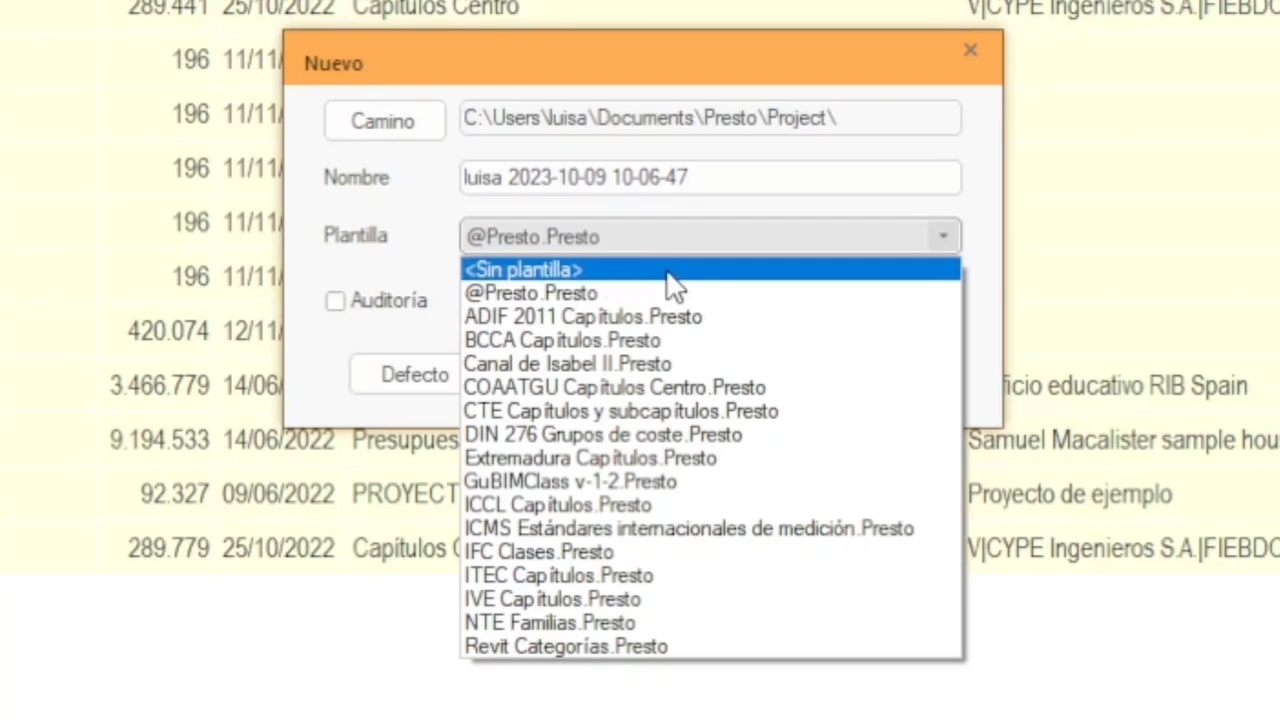 289.441 25/10/2022 Capítulos Centro V|CYPE Ingenieros S.A.|FIEBDC
Nuevo
196 11/11/
Camino C:\Users\luisa\Documents\Presto\Project\
196 11/11/
196 11/11/
Nombre luisa 2023-10-09 10-06-47
196 11/11/
Plantilla @Presto.Presto
<Sin plantilla>
196 11/11/
@Presto.Presto
Auditoría
ADIF 2011 Capítulos.Presto
420.074 12/11/
BCCA Capítulos.Presto
Canal de Isabel II.Presto
Defecto
3.466.779 14/06/ COAATGU Capítulos Centro.Presto ficio educativo RIB Spain
CTE Capítulos y subcapítulos.Presto
9.194.533 14/06/2022 Presupues DIN 276 Grupos de coste.Presto Samuel Macalister sample hou
Extremadura Capítulos.Presto
GuBIMClass v-1-2.Presto
92.327 09/06/2022 PROYECT ICCL Capítulos.Presto Proyecto de ejemplo
ICMS Estándares internacionales de medición.Presto
289.779 25/10/2022 Capítulos IFC Clases.Presto V|CYPE Ingenieros S.A.|FIEBDC
ITEC Capítulos.Presto
IVE Capítulos.Presto
NTE Familias.Presto
Revit Categorías.Presto